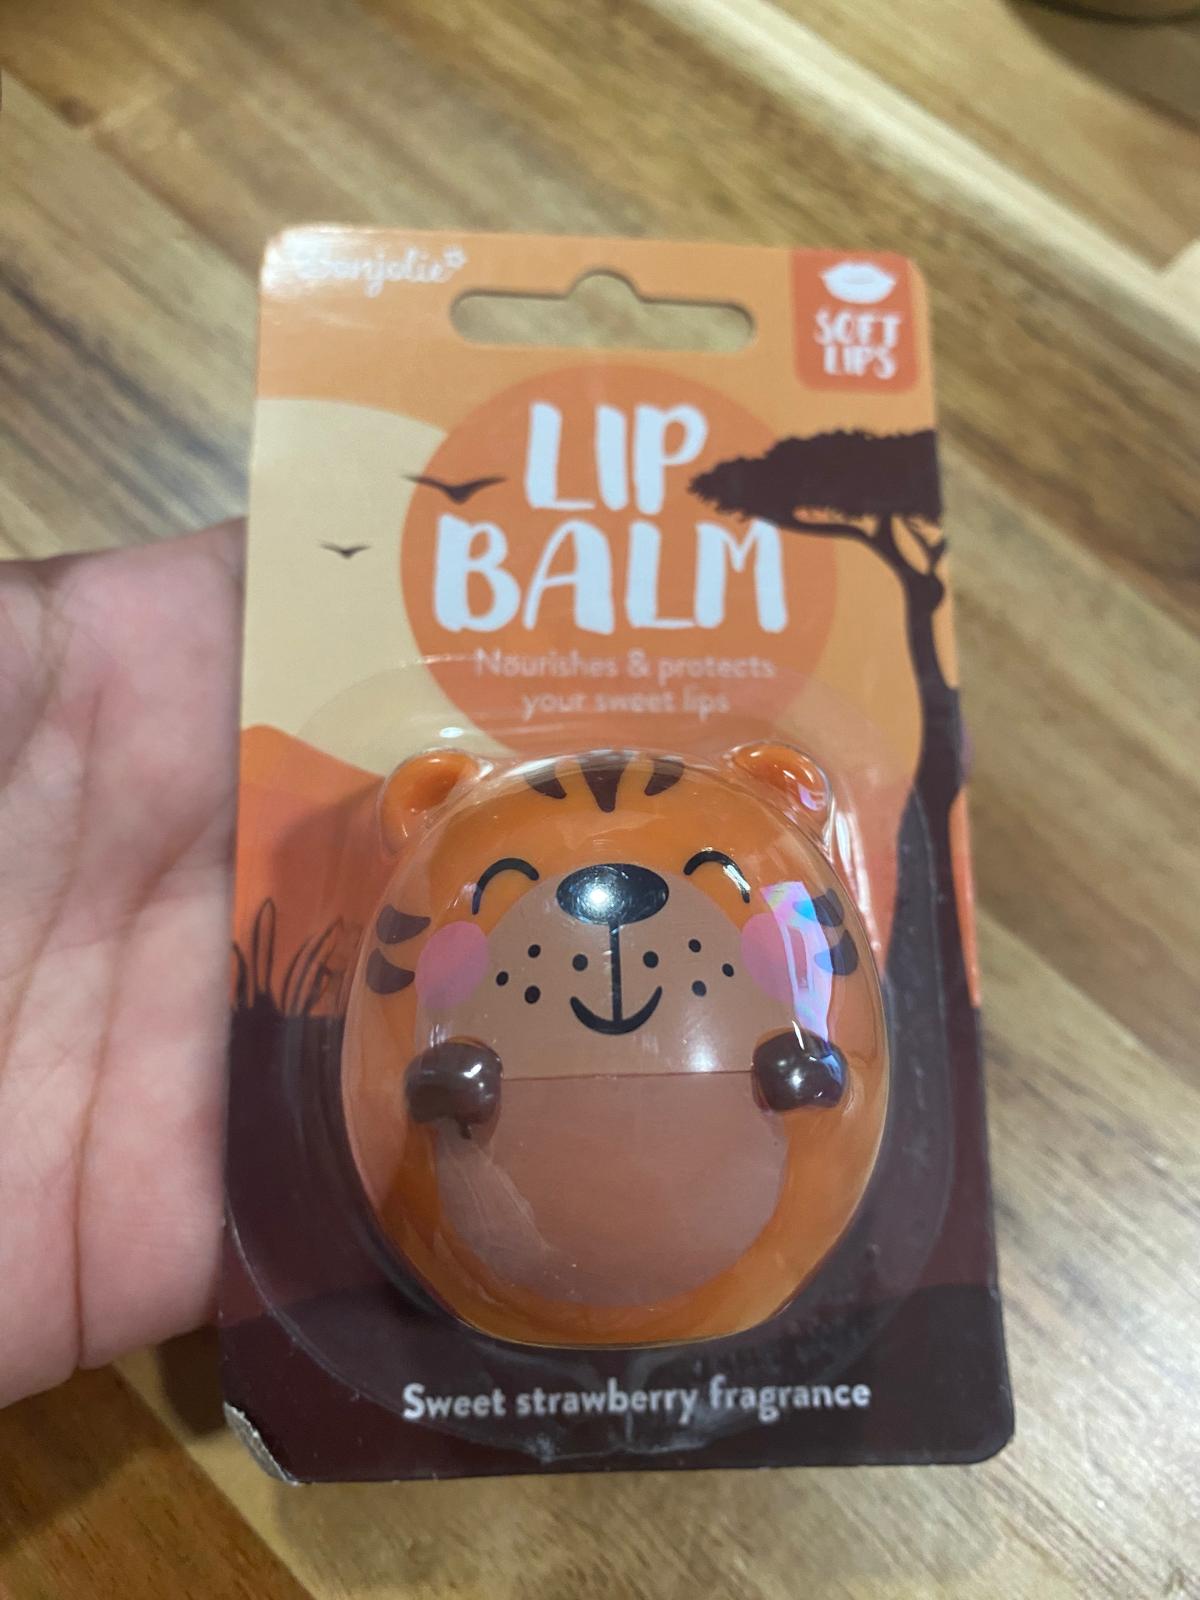 Bonjolie
SOFT
LIPS
LIP
BALM
Nourishes & protects
your sweet lips
Sweet strawberry fragrance